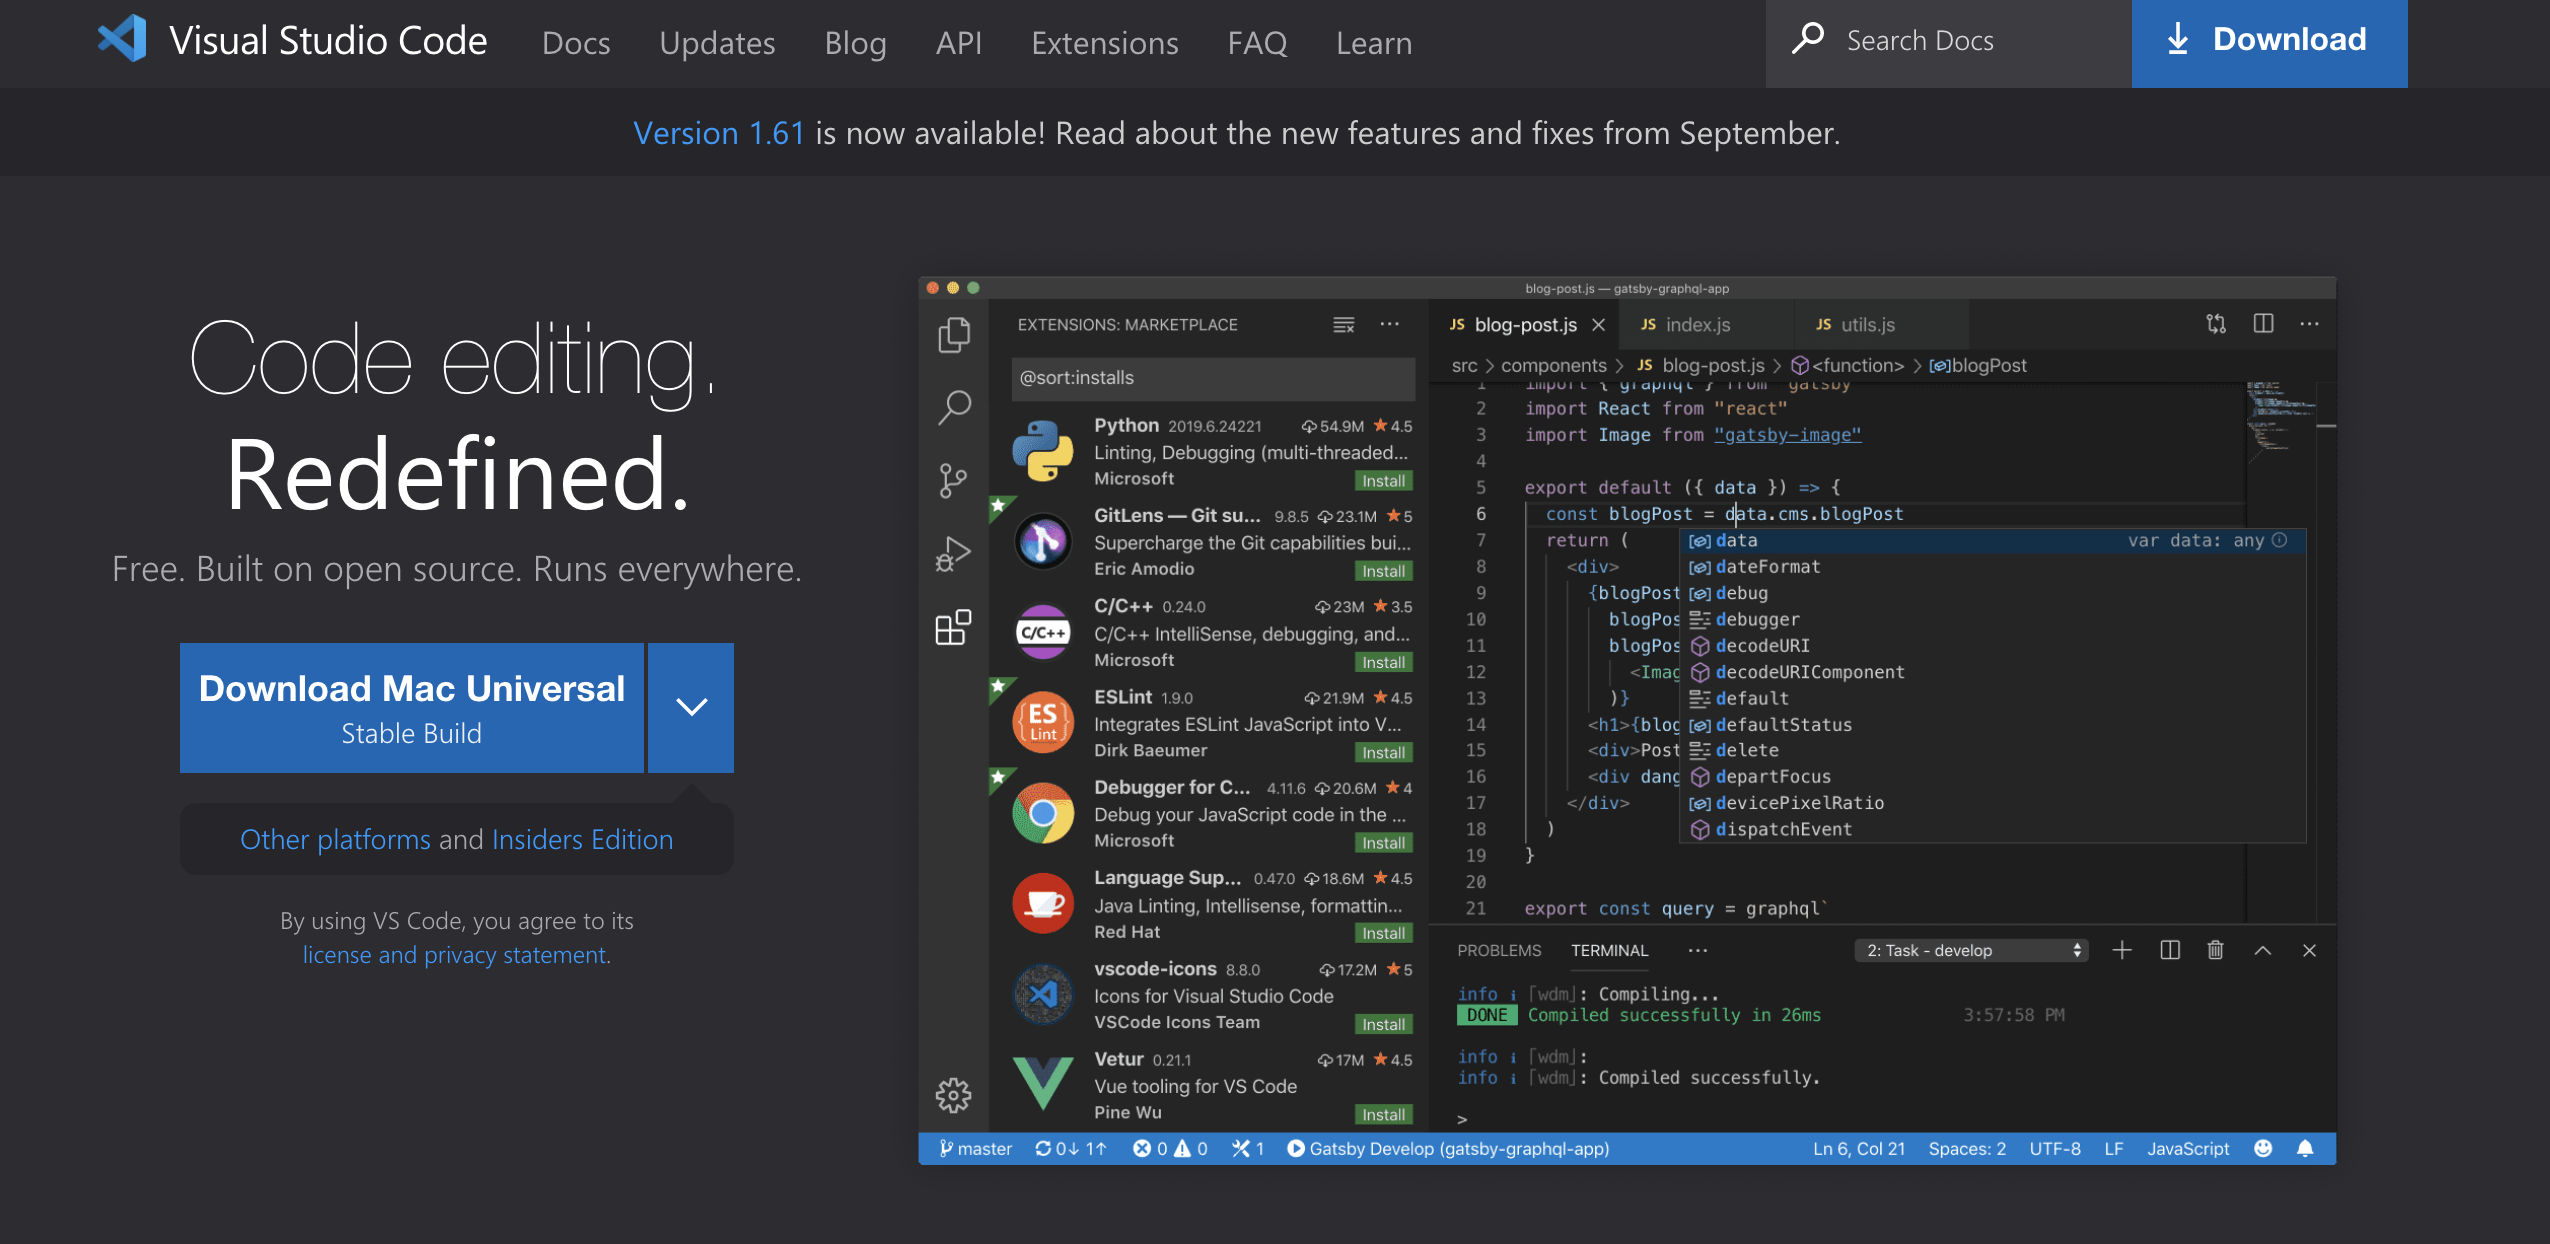 Visual Studio Code Docs Updates Blog API Extensions FAQ Learn Search Docs Download
Version 1.61 is now available! Read about the new features and fixes from September.
Code editing.
Redefined.
Free. Built on open source. Runs everywhere.
Download Mac Universal
Stable Build
Other platforms and Insiders Edition
By using VS Code, you agree to its
license and privacy statement.
blog-post.js — gatsby-graphql-app
EXTENSIONS: MARKETPLACE
@sort:installs
Python 2019.6.24221 54.9M 4.5
Linting, Debugging (multi-threaded...
Microsoft Install
GitLens — Git su... 9.8.5 23.1M 5
Supercharge the Git capabilities bui...
Eric Amodio Install
C/C++
C/C++ 0.24.0 23M 3.5
C/C++ IntelliSense, debugging, and...
Microsoft Install
ES
Lint
ESLint 1.9.0 21.9M 4.5
Integrates ESLint JavaScript into V...
Dirk Baeumer Install
Debugger for C... 4.11.6 20.6M 4
Debug your JavaScript code in the ...
Microsoft Install
Language Sup... 0.47.0 18.6M 4.5
Java Linting, Intellisense, formattin...
Red Hat Install
vscode-icons 8.8.0 17.2M 5
Icons for Visual Studio Code
VSCode Icons Team Install
Vetur 0.21.1 17M 4.5
Vue tooling for VS Code
Pine Wu Install
JS blog-post.js JS index.js JS utils.js
src > components > JS blog-post.js > <function> > blogPost
1 import { graphql } from "gatsby"
2 import React from "react"
3 import Image from "gatsby-image"
4
5 export default ({ data }) => {
6 const blogPost = data.cms.blogPost
7 return (
8 <div>
9 {blogPost
10 blogPos
11 blogPos
12 <Imag
13 )}
14 <h1>{blog
15 <div>Post
16 <div dang
17 </div>
18 )
19 }
20
21 export const query = graphql`
data var data: any
dateFormat
debug
debugger
decodeURI
decodeURIComponent
default
defaultStatus
delete
departFocus
devicePixelRatio
dispatchEvent
PROBLEMS TERMINAL ··· 2: Task - develop
info i ｢wdm｣: Compiling...
DONE Compiled successfully in 26ms 3:57:58 PM
info i ｢wdm｣:
info i ｢wdm｣: Compiled successfully.
>
master 0↓ 1↑ 0 0 1 Gatsby Develop (gatsby-graphql-app) Ln 6, Col 21 Spaces: 2 UTF-8 LF JavaScript